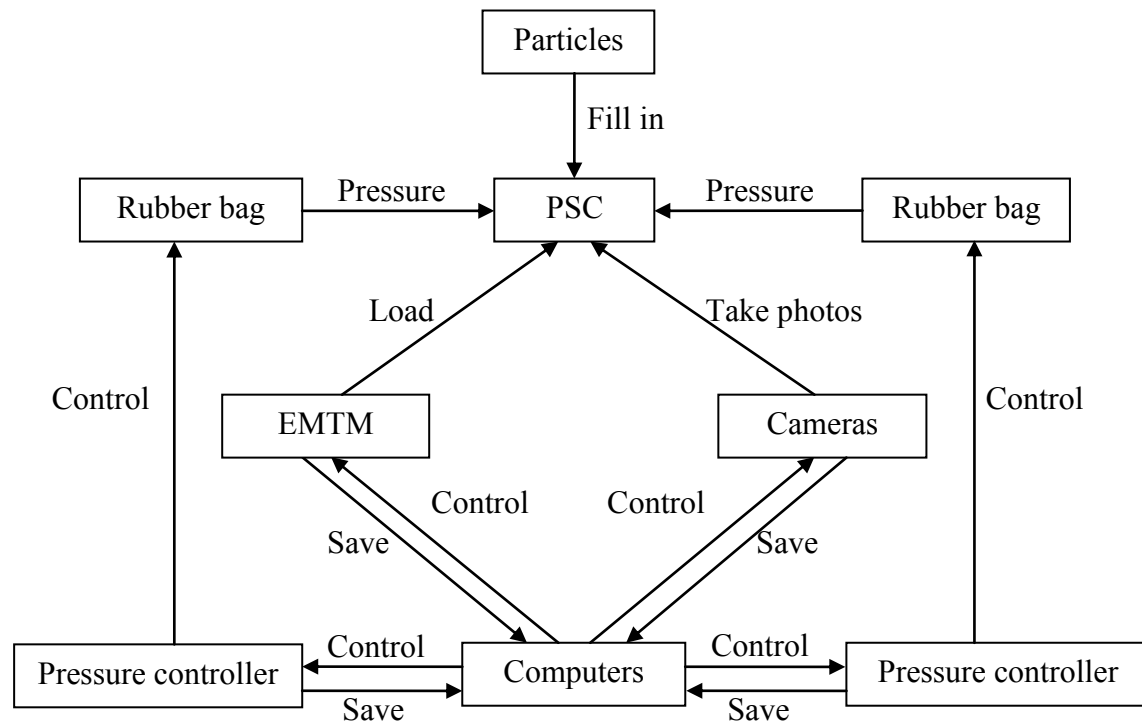 Particles
Fill in
Pressure
Pressure
Rubber bag
PSC
Rubber bag
Load
Take photos
Control
Control
EMTM
Cameras
Control
Control
Save
Save
Control
Control
Pressure controller
Computers
Pressure controller
Save
Save